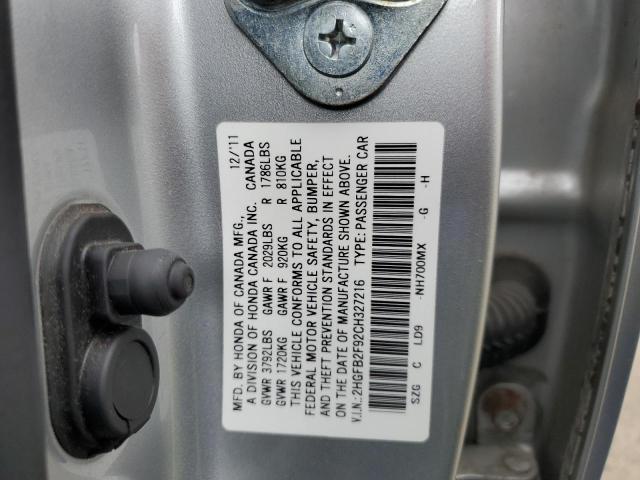 MFD. BY HONDA OF CANADA MFG., 12/'11
A DIVISION OF HONDA CANADA INC. CANADA
GVWR 3792LBS GAWR F 2029LBS R 1786LBS
GVWR 1720KG GAWR F 920KG R 810KG
THIS VEHICLE CONFORMS TO ALL APPLICABLE
FEDERAL MOTOR VEHICLE SAFETY, BUMPER,
AND THEFT PREVENTION STANDARDS IN EFFECT
ON THE DATE OF MANUFACTURE SHOWN ABOVE.
V.I.N.: 2HGFB2F92CH327216 TYPE: PASSENGER CAR
SZG C LD9 -NH700MX -G -H